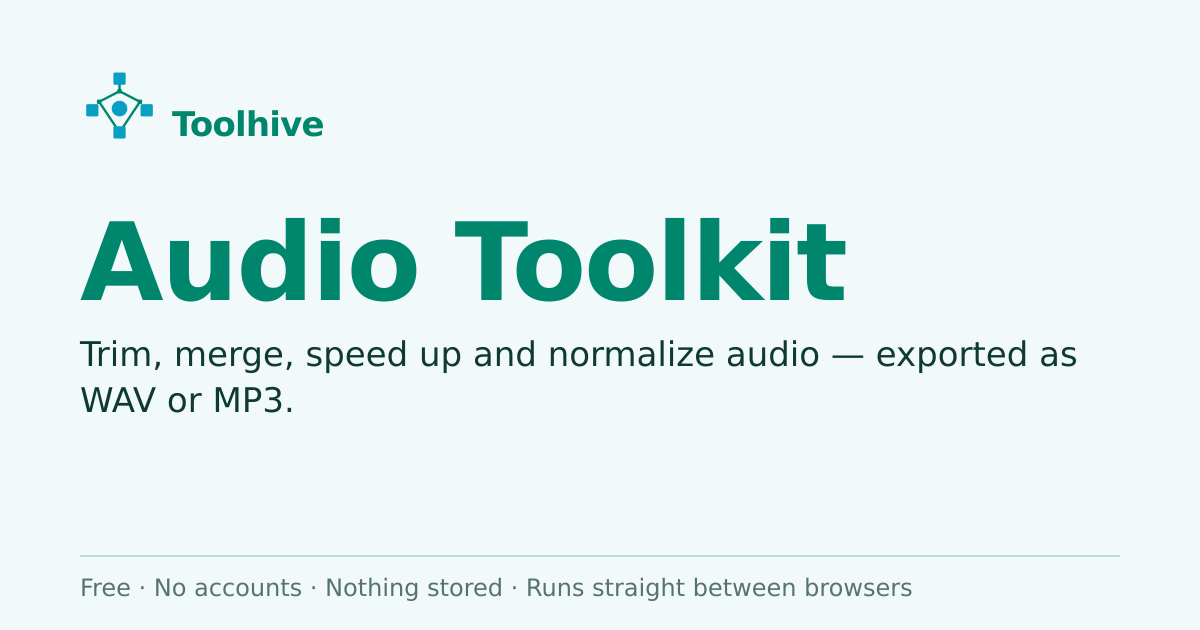 Toolhive
Audio Toolkit
Trim, merge, speed up and normalize audio — exported as
WAV or MP3.
Free · No accounts · Nothing stored · Runs straight between browsers